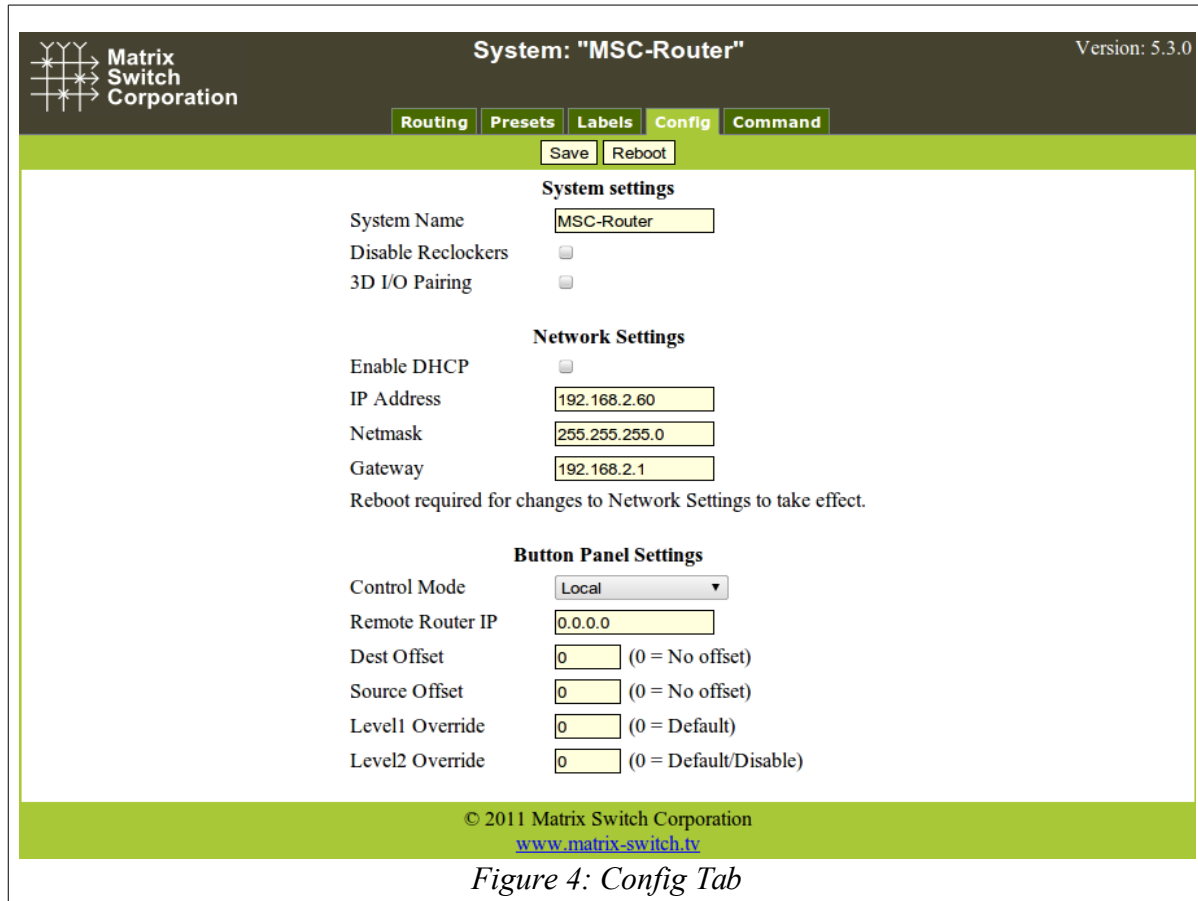 Matrix
Switch
Corporation
System: "MSC-Router"
Version: 5.3.0
Routing Presets Labels Config Command
Save Reboot
System settings
System Name MSC-Router
Disable Reclockers
3D I/O Pairing
Network Settings
Enable DHCP
IP Address 192.168.2.60
Netmask 255.255.255.0
Gateway 192.168.2.1
Reboot required for changes to Network Settings to take effect.
Button Panel Settings
Control Mode Local
Remote Router IP 0.0.0.0
Dest Offset 0 (0 = No offset)
Source Offset 0 (0 = No offset)
Level1 Override 0 (0 = Default)
Level2 Override 0 (0 = Default/Disable)
© 2011 Matrix Switch Corporation
www.matrix-switch.tv
Figure 4: Config Tab